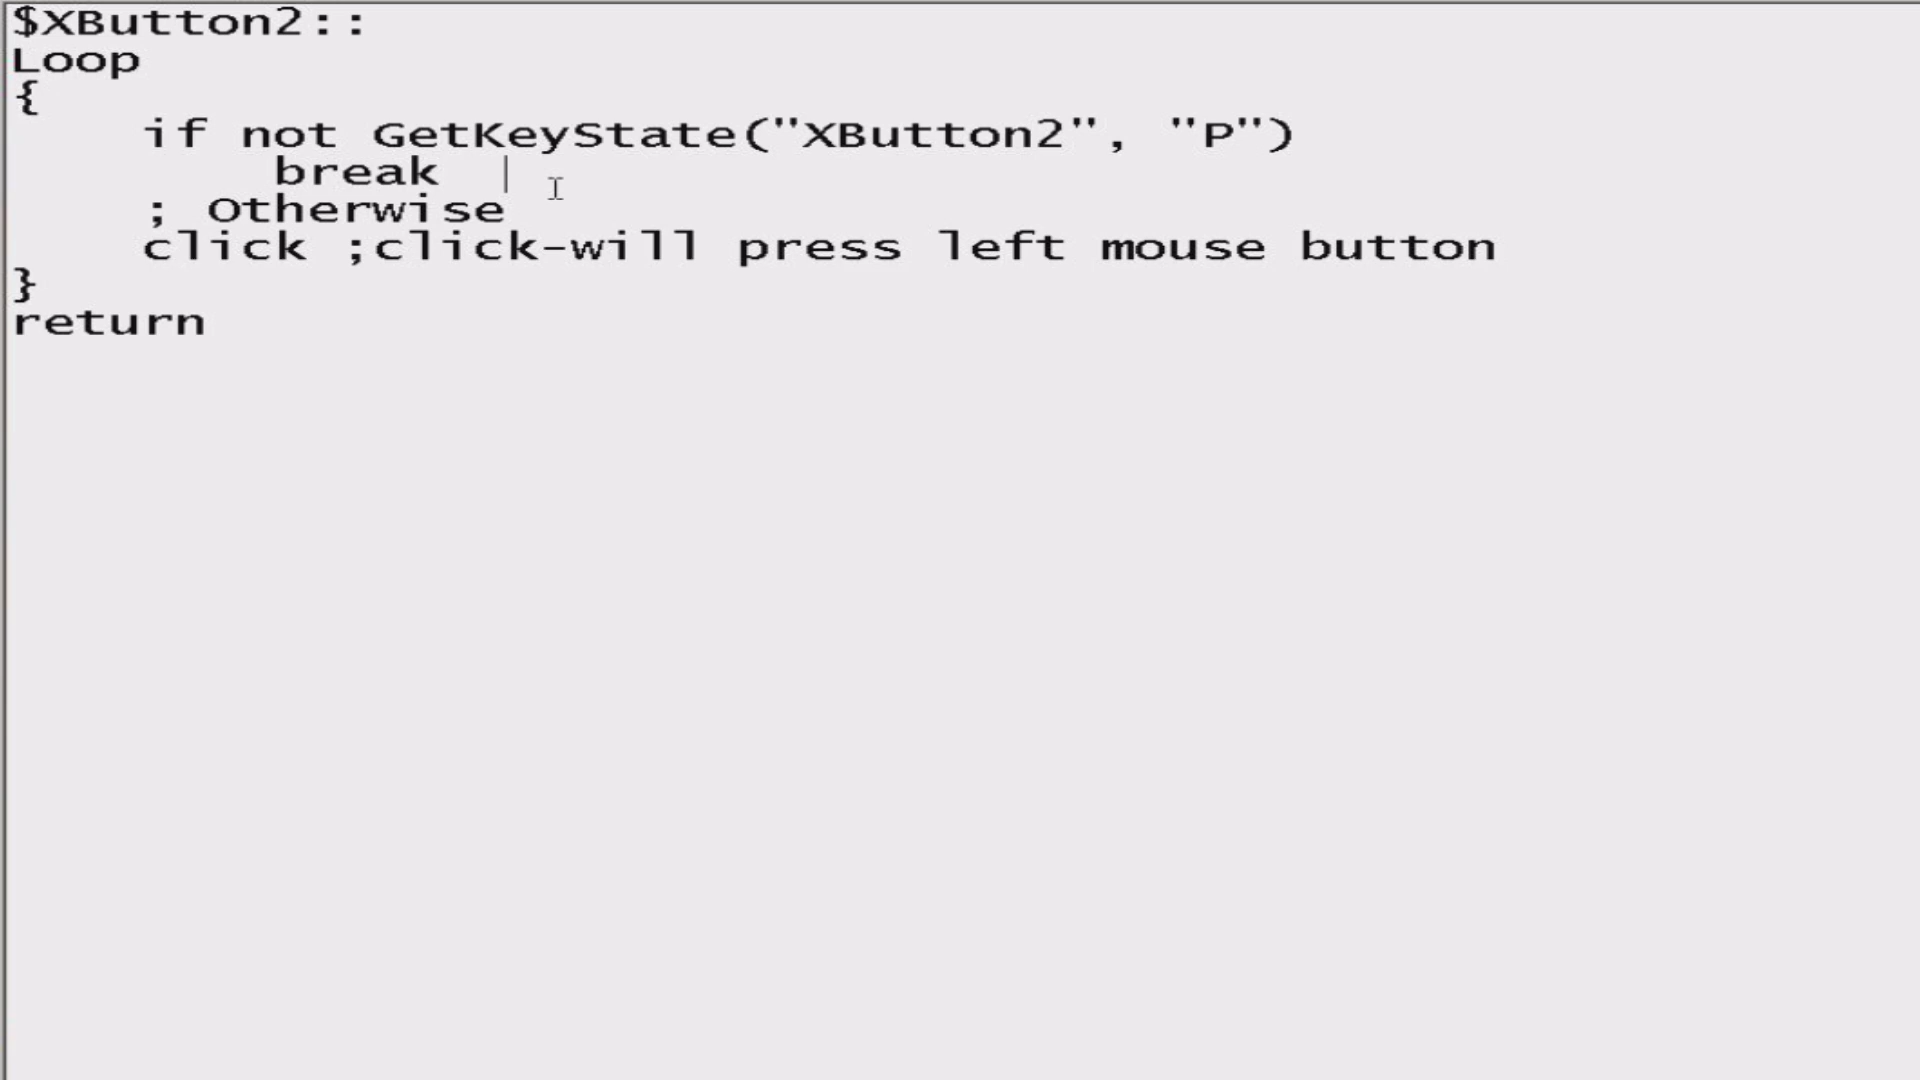 $XButton2::
Loop
{
    if not GetKeyState("XButton2", "P")
        break
    ; Otherwise
    click ;click-will press left mouse button
}
return